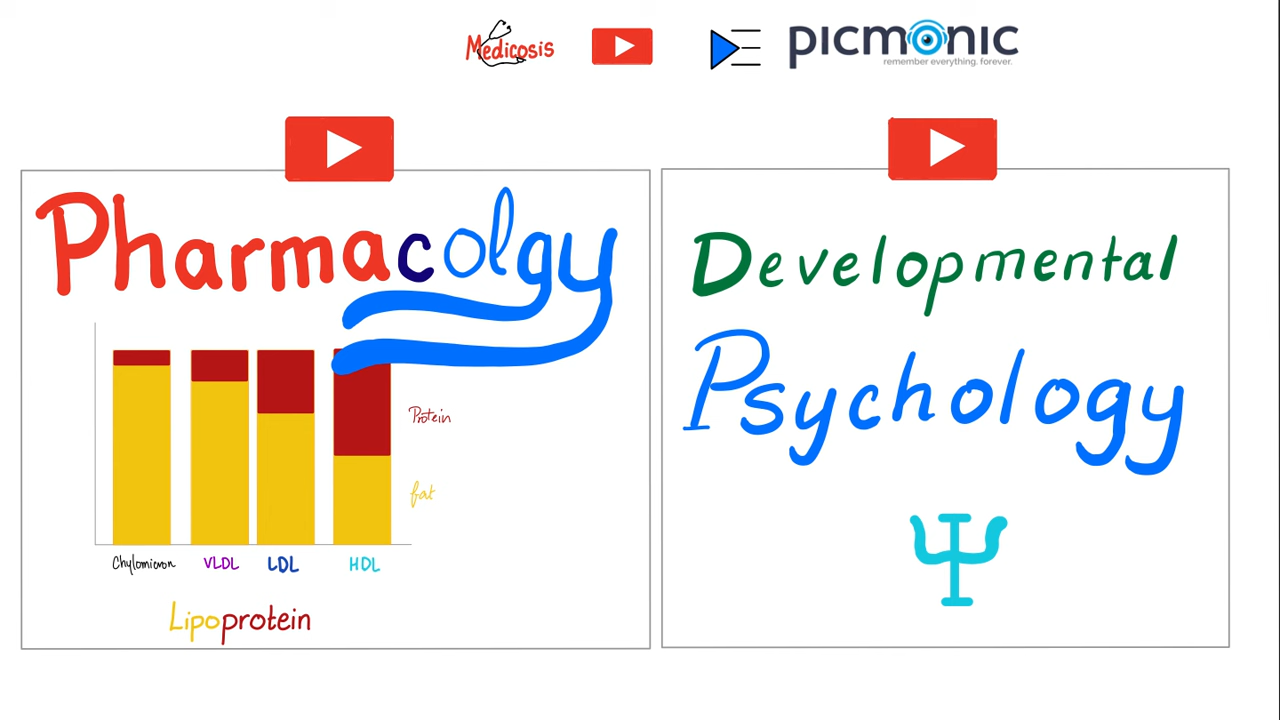 Medicosis
picmonic
remember everything. forever.
Pharmacolgy
Protein
fat
Chylomicron VLDL LDL HDL
Lipoprotein
Developmental
Psychology
Ψ